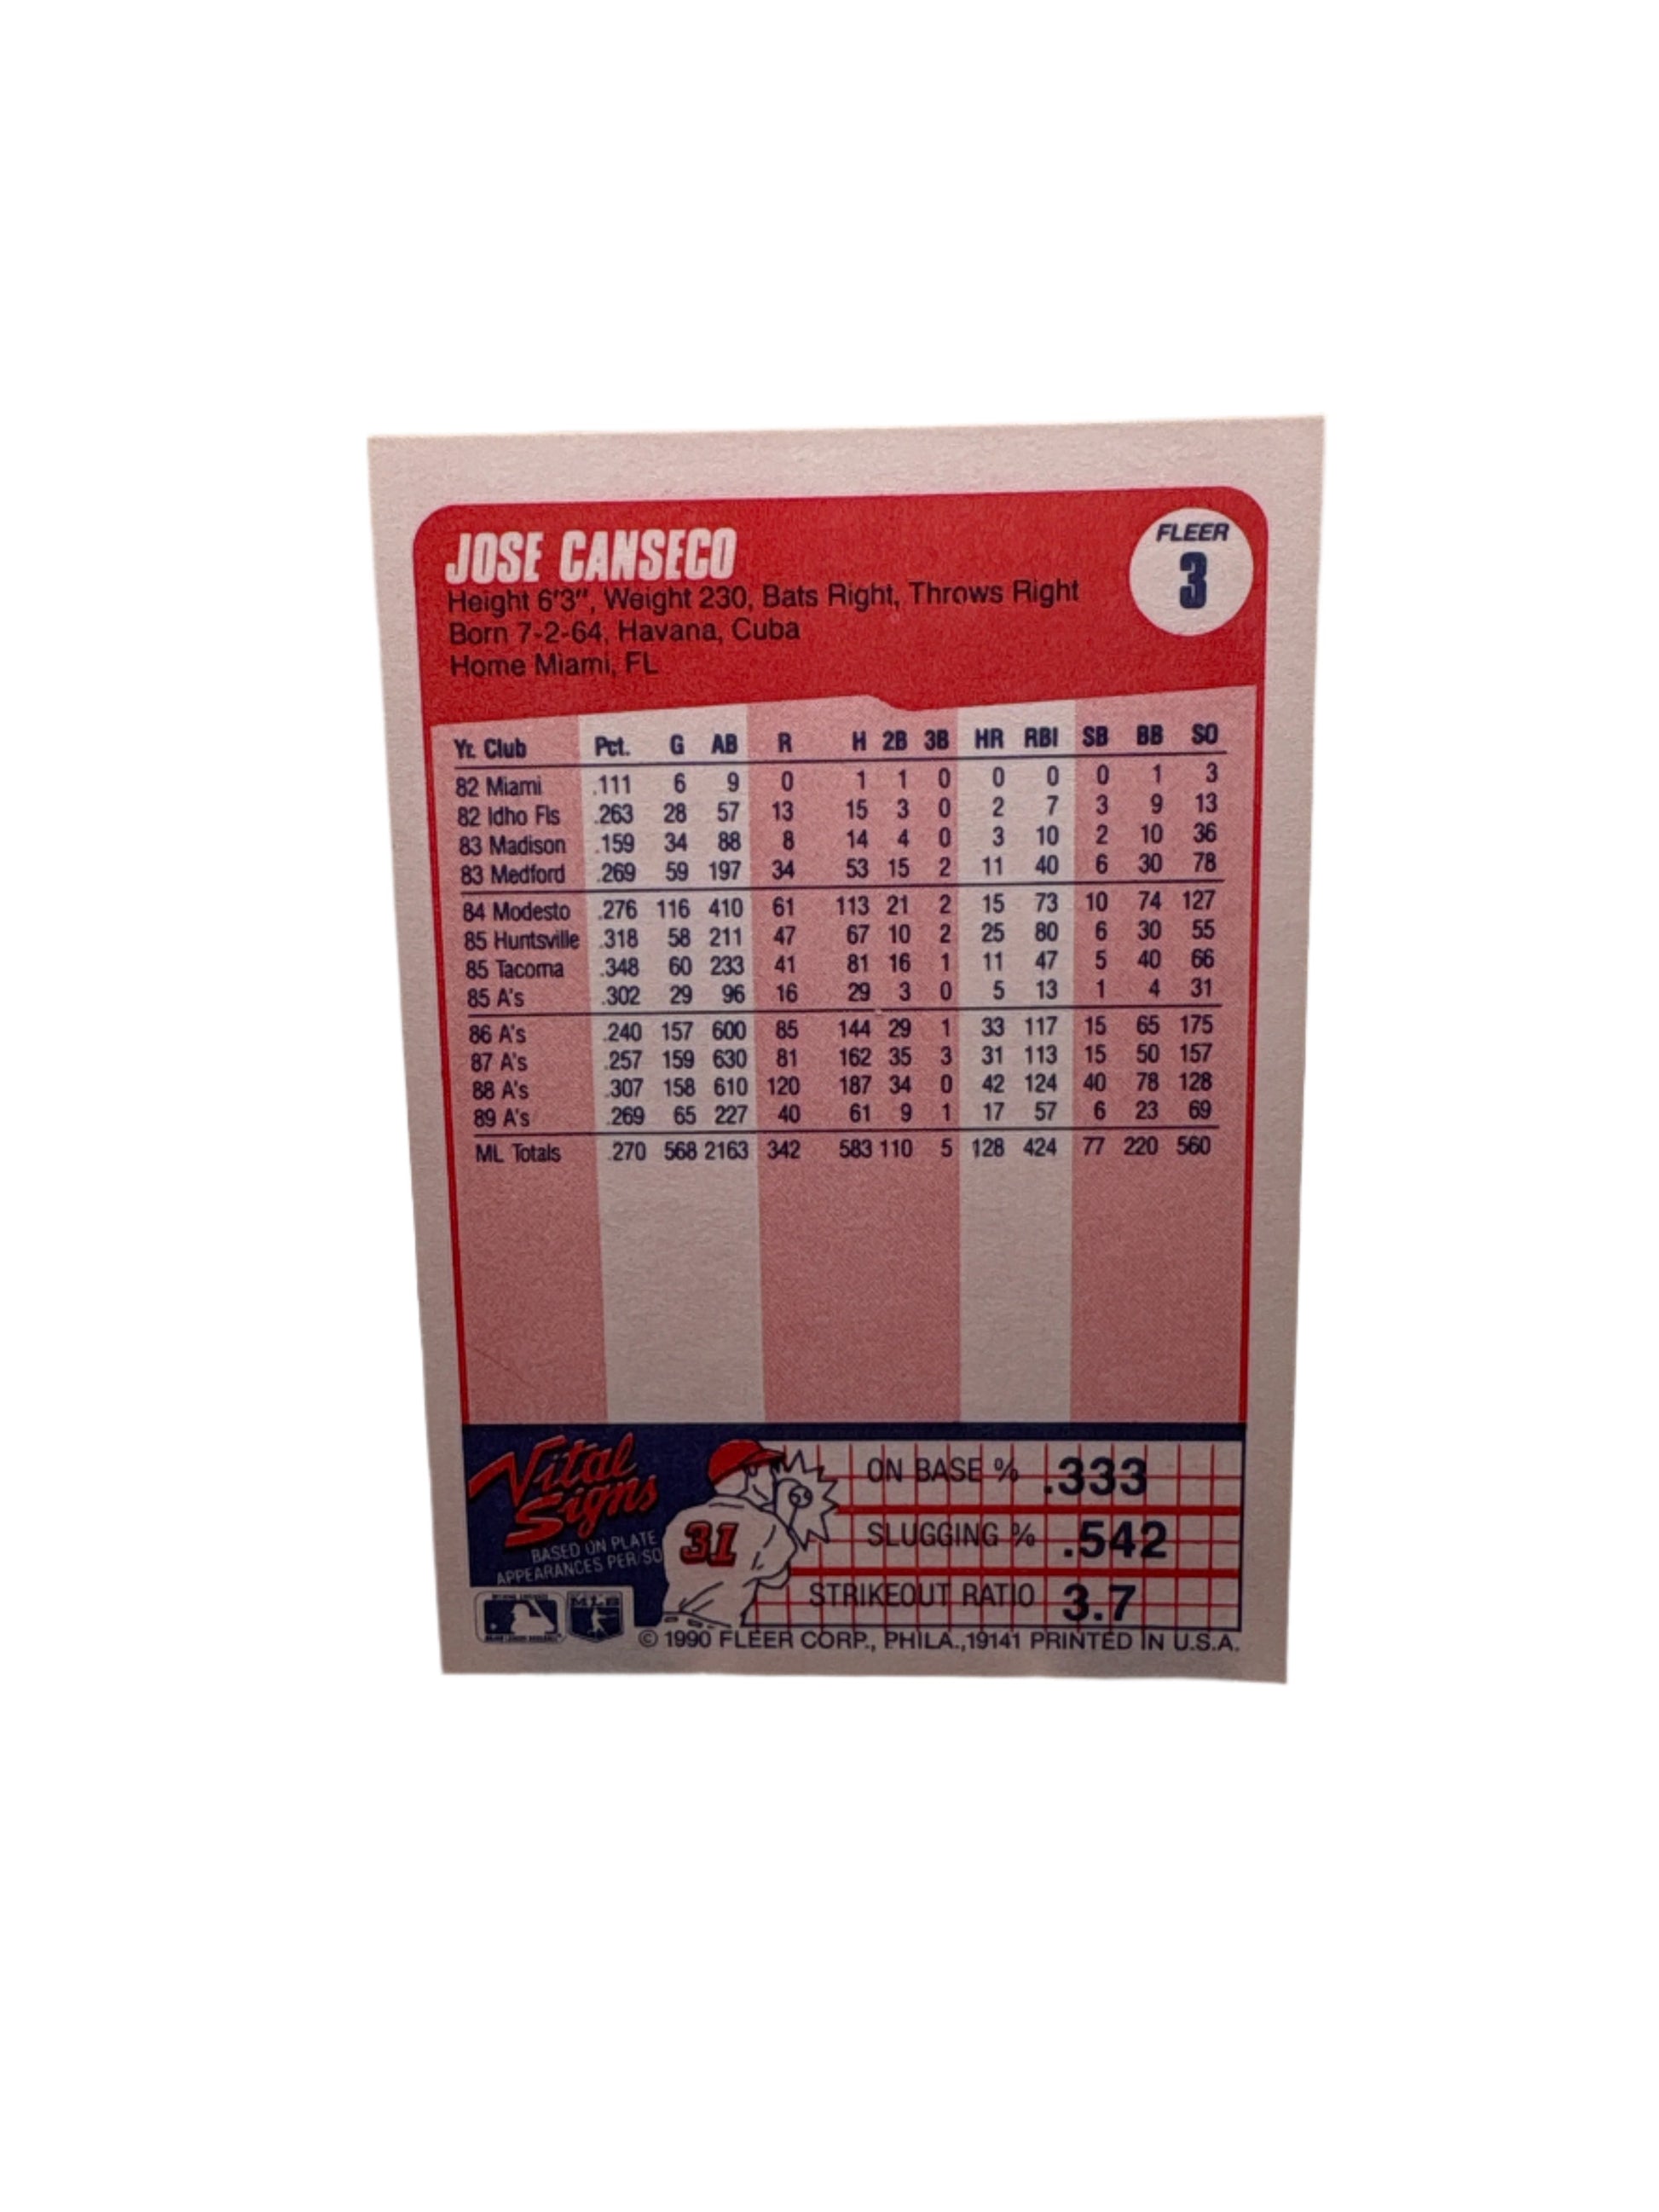 JOSE CANSECO
FLEER
3
Height 6'3", Weight 230, Bats Right, Throws Right
Born 7-2-64, Havana, Cuba
Home Miami, FL
Yr. Club Pct. G AB R H 2B 3B HR RBI SB BB SO
82 Miami .111 6 9 0 1 1 0 0 0 0 1 3
82 Idho Fls .263 28 57 13 15 3 0 2 7 3 9 13
83 Madison .159 34 88 8 14 4 0 3 10 2 10 36
83 Medford .269 59 197 34 53 15 2 11 40 6 30 78
84 Modesto .276 116 410 61 113 21 2 15 73 10 74 127
85 Huntsville .318 58 211 47 67 10 2 25 80 6 30 55
85 Tacoma .348 60 233 41 81 16 1 11 47 5 40 66
85 A's .302 29 96 16 29 3 0 5 13 1 4 31
86 A's .240 157 600 85 144 29 1 33 117 15 65 175
87 A's .257 159 630 81 162 35 3 31 113 15 50 157
88 A's .307 158 610 120 187 34 0 42 124 40 78 128
89 A's .269 65 227 40 61 9 1 17 57 6 23 69
ML Totals .270 568 2163 342 583 110 5 128 424 77 220 560
Vital
Signs
BASED ON PLATE
APPEARANCES PER/SO
31
ON BASE % .333
SLUGGING % .542
STRIKEOUT RATIO 3.7
MLB
© 1990 FLEER CORP., PHILA.,19141 PRINTED IN U.S.A.